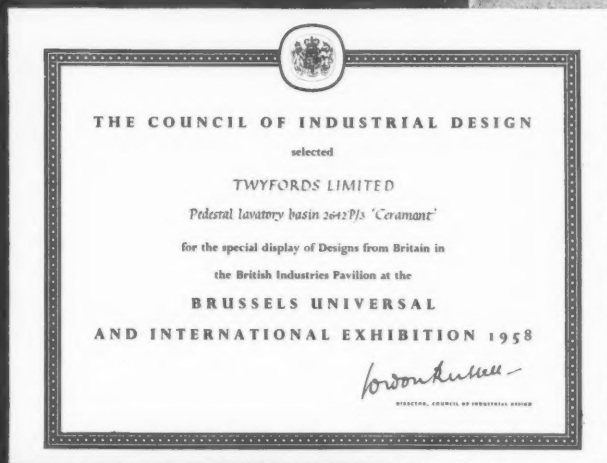 THE COUNCIL OF INDUSTRIAL DESIGN
selected
TWYFORDS LIMITED
Pedestal lavatory basin 2642P/3 'Ceramant'
for the special display of Designs from Britain in
the British Industries Pavilion at the
BRUSSELS UNIVERSAL
AND INTERNATIONAL EXHIBITION 1958
Gordon Russell
DIRECTOR, COUNCIL OF INDUSTRIAL DESIGN